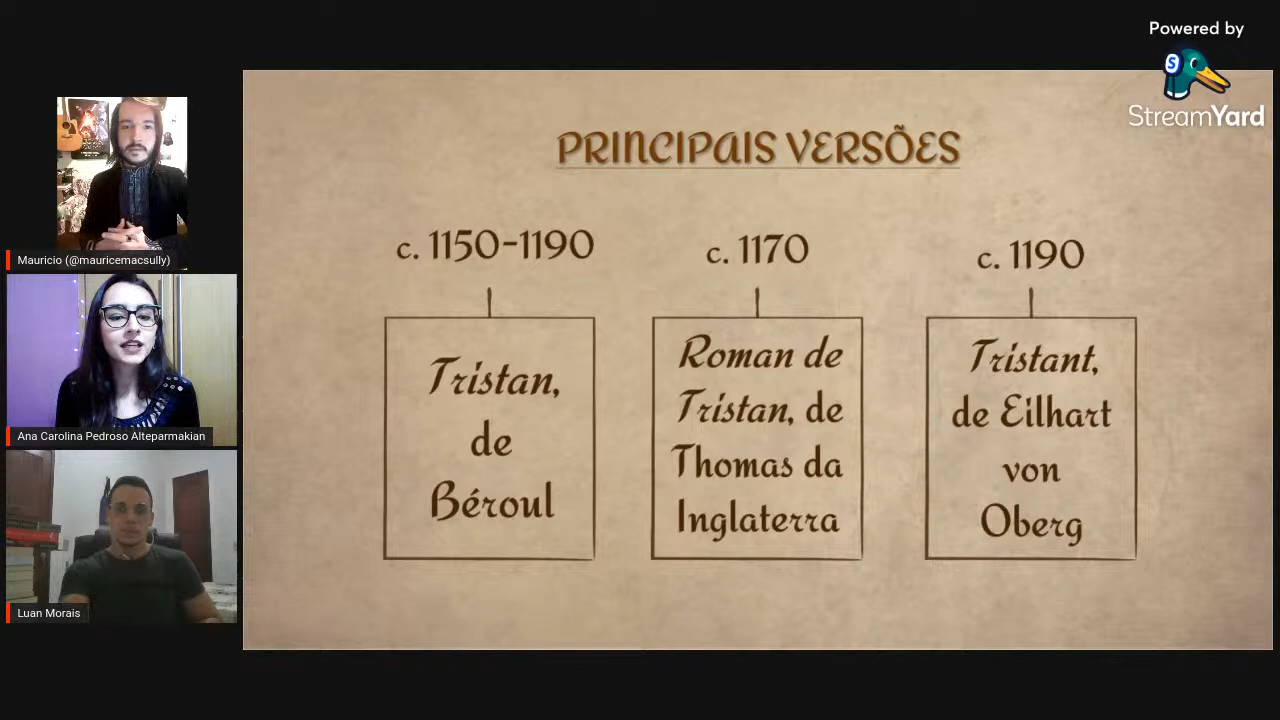 Powered by
StreamYard
Mauricio (@mauricemacsully)
Ana Carolina Pedroso Alteparmakian
Luan Morais
PRINCIPAIS VERSÕES
c. 1150-1190
Tristan,
de
Béroul
c. 1170
Roman de
Tristan, de
Thomas da
Inglaterra
c. 1190
Tristant,
de Eilhart
von
Oberg